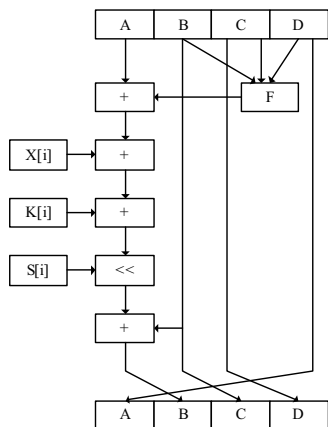 A B C D
+ F
X[i] +
K[i] +
S[i] <<
+
A B C D